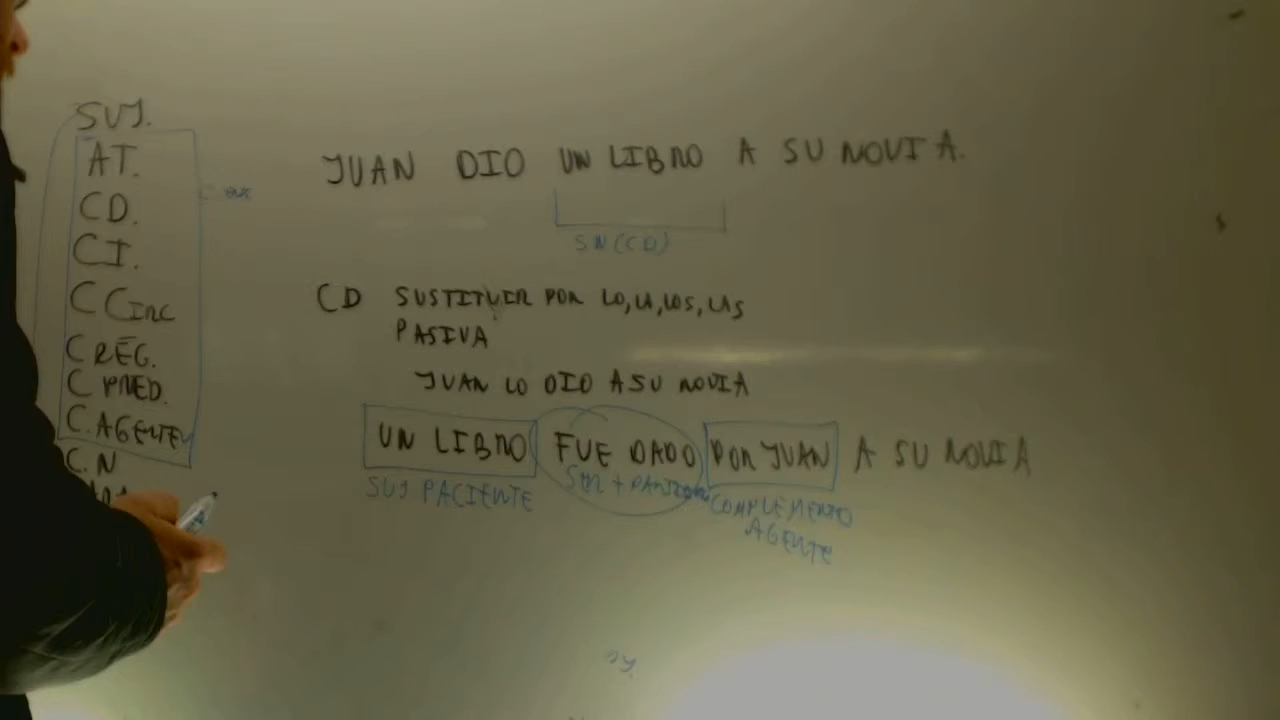 SUJ.
AT.
CD.
CI.
C CIRC
C REG.
C PRED.
C. AGENTE
C.N
JUAN DIO UN LIBRO A SU NOVIA.
SN (CD)
CD SUSTITUIR POR LO, LA, LOS, LAS
PASIVA
JUAN LO DIO A SU NOVIA
UN LIBRO FUE DADO POR JUAN A SU NOVIA
SUJ PACIENTE
COMPLEMENTO
AGENTE